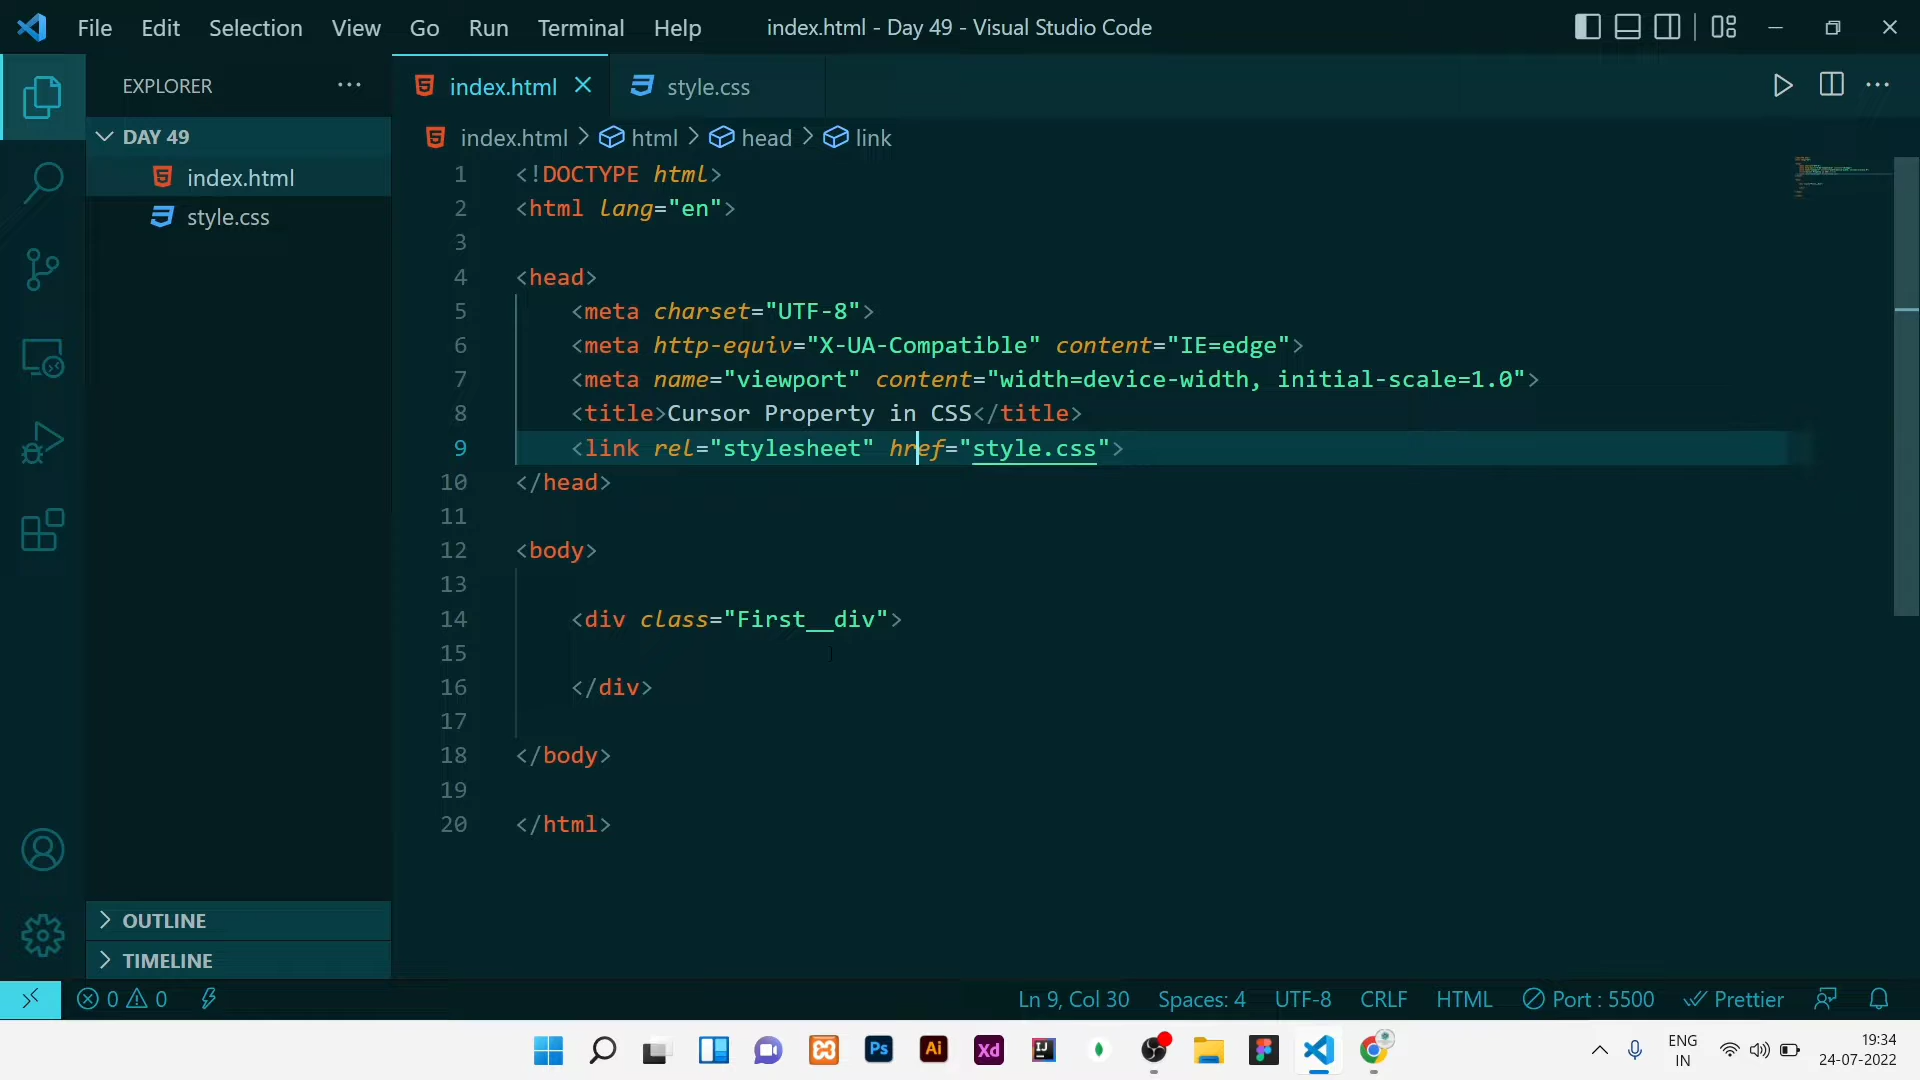 File Edit Selection View Go Run Terminal Help index.html - Day 49 - Visual Studio Code
EXPLORER
DAY 49
index.html
style.css
OUTLINE
TIMELINE
index.html style.css
index.html html head link
1 <!DOCTYPE html>
2 <html lang="en">
3
4 <head>
5 <meta charset="UTF-8">
6 <meta http-equiv="X-UA-Compatible" content="IE=edge">
7 <meta name="viewport" content="width=device-width, initial-scale=1.0">
8 <title>Cursor Property in CSS</title>
9 <link rel="stylesheet" href="style.css">
10 </head>
11
12 <body>
13
14 <div class="First__div">
15
16 </div>
17
18 </body>
19
20 </html>
0 0 Ln 9, Col 30 Spaces: 4 UTF-8 CRLF HTML Port : 5500 Prettier
Ps Ai Xd IJ
ENG
IN
19:34
24-07-2022